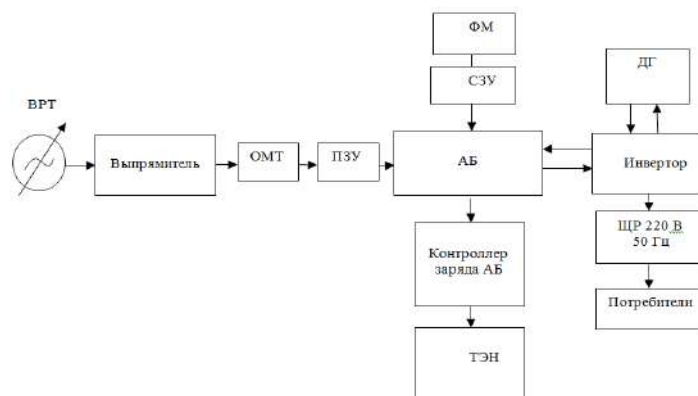 ФМ
СЗУ
ДГ
ВРТ
Выпрямитель
ОМТ
ПЗУ
АБ
Инвертор
ЩР 220 В
50 Гц
Контроллер
заряда АБ
Потребители
ТЭН